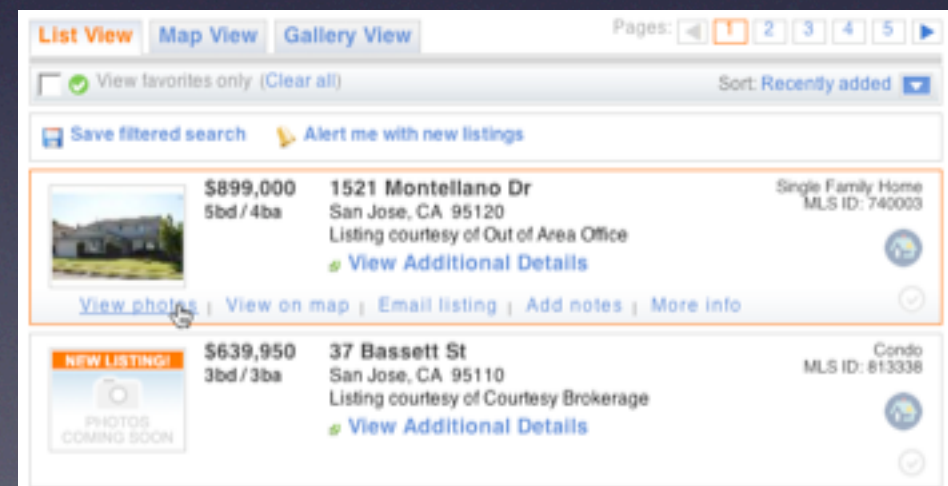 List View Map View Gallery View Pages: 1 2 3 4 5
View favorites only (Clear all) Sort: Recently added
Save filtered search Alert me with new listings
$899,000 1521 Montellano Dr Single Family Home
5bd / 4ba San Jose, CA 95120 MLS ID: 740003
Listing courtesy of Out of Area Office
View Additional Details
View photos | View on map | Email listing | Add notes | More info
NEW LISTING! $639,950 37 Bassett St Condo
3bd / 3ba San Jose, CA 95110 MLS ID: 813338
Listing courtesy of Courtesy Brokerage
PHOTOS View Additional Details
COMING SOON